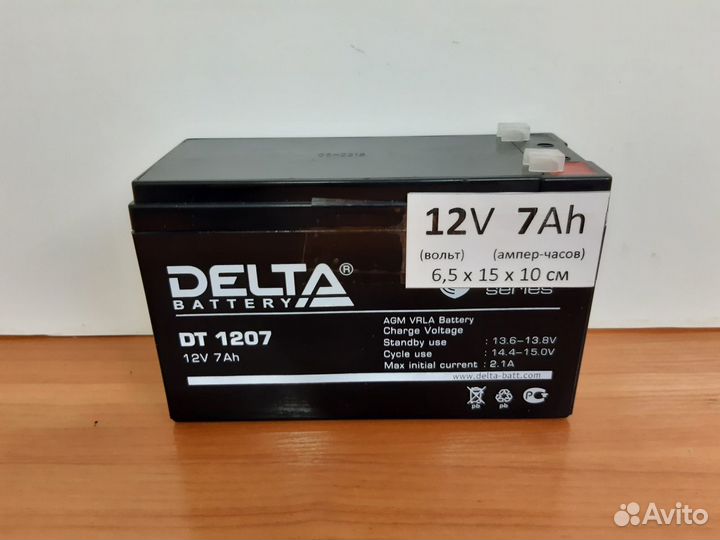 12V 7Ah
(вольт) (ампер-часов)
6,5 x 15 x 10 см
DELTA®
BATTERY
series
DT 1207
12V 7Ah
AGM VRLA Battery
Charge Voltage
Standby use : 13.6-13.8V
Cycle use : 14.4-15.0V
Max initial current : 2.1A
www.delta-batt.com
pb
PC
Avito